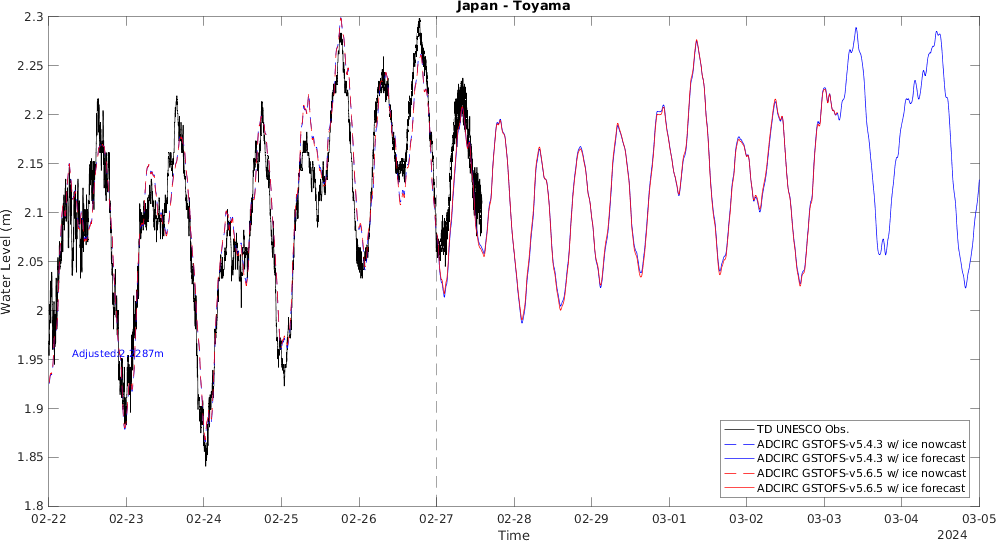 Japan - Toyama
2.3
2.25
2.2
2.15
2.1
2.05
2
1.95
1.9
1.85
1.8
Water Level (m)
TD UNESCO Obs.
ADCIRC GSTOFS-v5.4.3 w/ ice nowcast
ADCIRC GSTOFS-v5.4.3 w/ ice forecast
ADCIRC GSTOFS-v5.6.5 w/ ice nowcast
ADCIRC GSTOFS-v5.6.5 w/ ice forecast
02-22 02-23 02-24 02-25 02-26 02-27 02-28 02-29 03-01 03-02 03-03 03-04 03-05
Time
2024